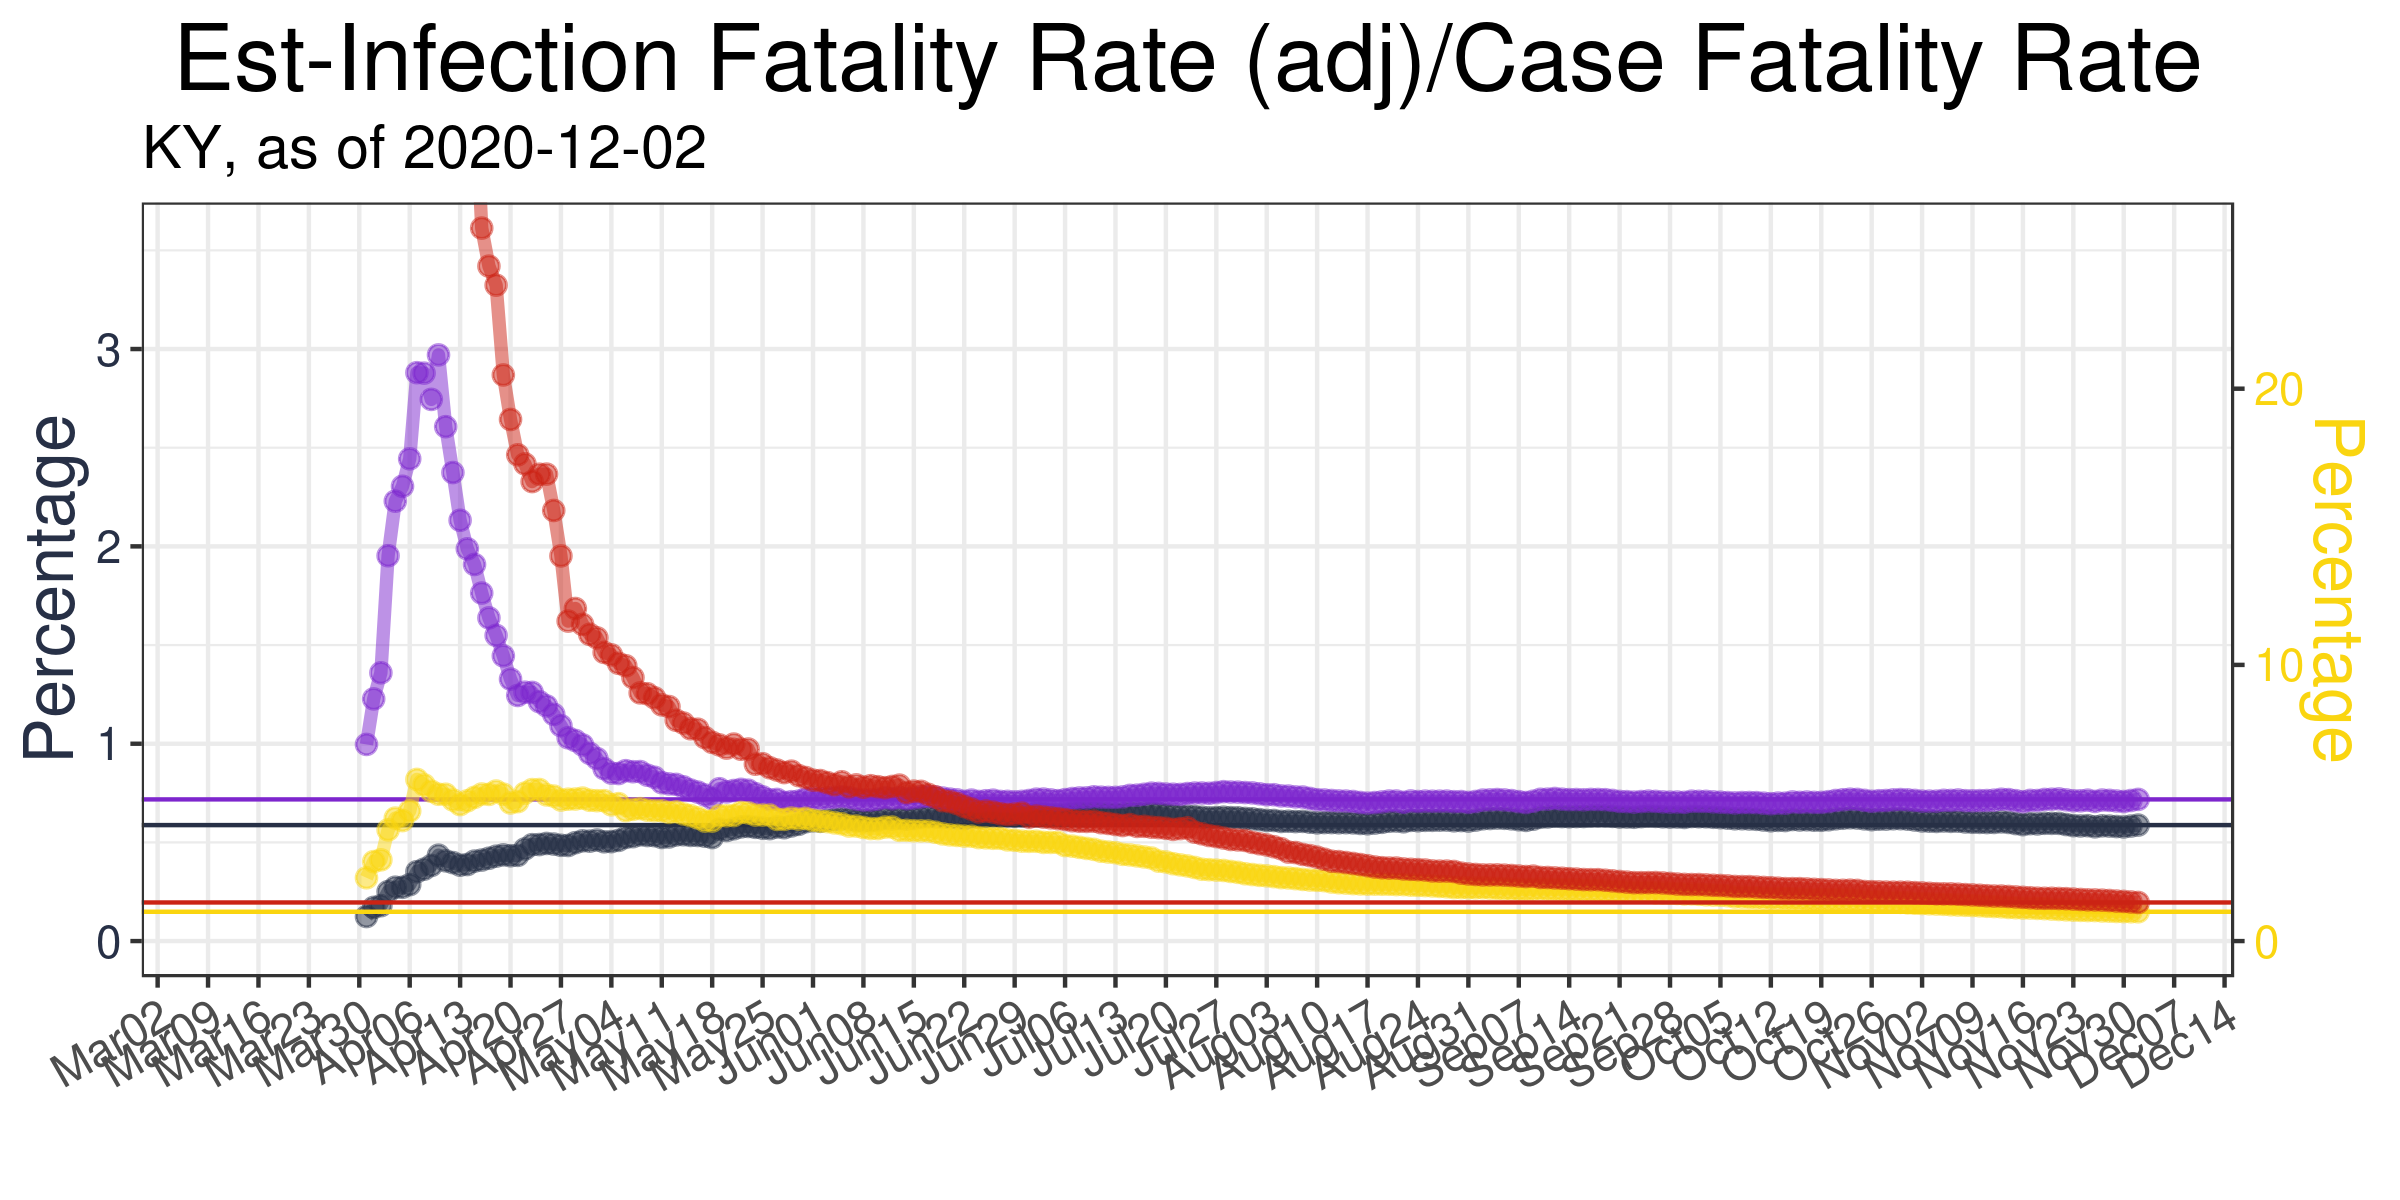 Est-Infection Fatality Rate (adj)/Case Fatality Rate
KY, as of 2020-12-02
Percentage
3
2
1
0
20
10
0
Percentage
Mar02
Mar09
Mar16
Mar23
Mar30
Apr06
Apr13
Apr20
Apr27
May04
May11
May18
May25
Jun01
Jun08
Jun15
Jun22
Jun29
Jul06
Jul13
Jul20
Jul27
Aug03
Aug10
Aug17
Aug24
Aug31
Sep07
Sep14
Sep21
Sep28
Oct05
Oct12
Oct19
Oct26
Nov02
Nov09
Nov16
Nov23
Nov30
Dec07
Dec14